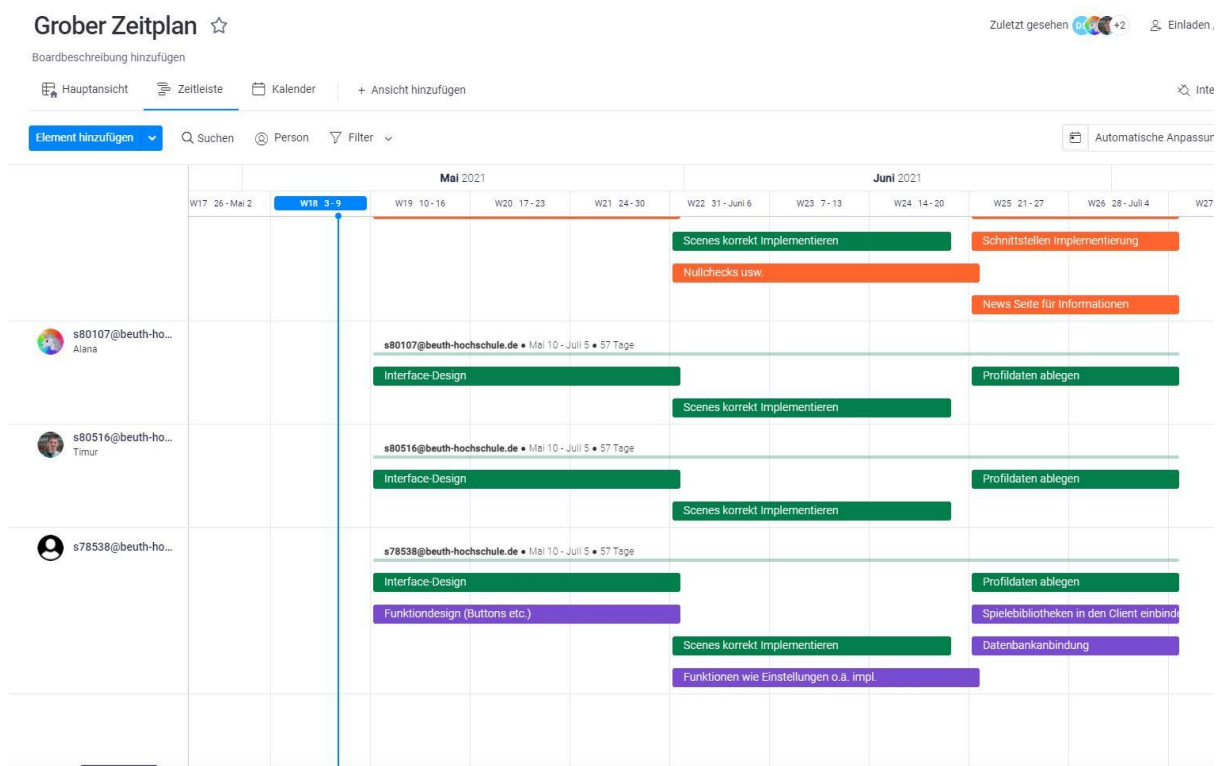 Grober Zeitplan
Zuletzt gesehen +2 Einladen
Boardbeschreibung hinzufügen
Hauptansicht Zeitleiste Kalender + Ansicht hinzufügen
Element hinzufügen Suchen Person Filter Automatische
Mai 2021 Juni 2021
W17 26 - Mai 2 W18 3 - 9 W19 10 - 16 W20 17 - 23 W21 24 - 30 W22 31 - Juni 6 W23 7 - 13 W24 14 - 20 W25 21 - 27 W26 28 - Juli 4 W27
Scenes korrekt Implementieren Schnittstellen Implementierung
Nullchecks usw.
News Seite für Informationen
s80107@beuth-ho...
Alana
s80107@beuth-hochschule.de • Mai 10 - Juli 5 • 57 Tage
Interface-Design Profildaten ablegen
Scenes korrekt Implementieren
s80516@beuth-ho...
Timur
s80516@beuth-hochschule.de • Mai 10 - Juli 5 • 57 Tage
Interface-Design Profildaten ablegen
Scenes korrekt Implementieren
s78538@beuth-ho...
s78538@beuth-hochschule.de • Mai 10 - Juli 5 • 57 Tage
Interface-Design Profildaten ablegen
Funktiondesign (Buttons etc.) Spielebibliotheken in den Client
Scenes korrekt Implementieren Datenbankanbindung
Funktionen wie Einstellungen o.ä. impl.